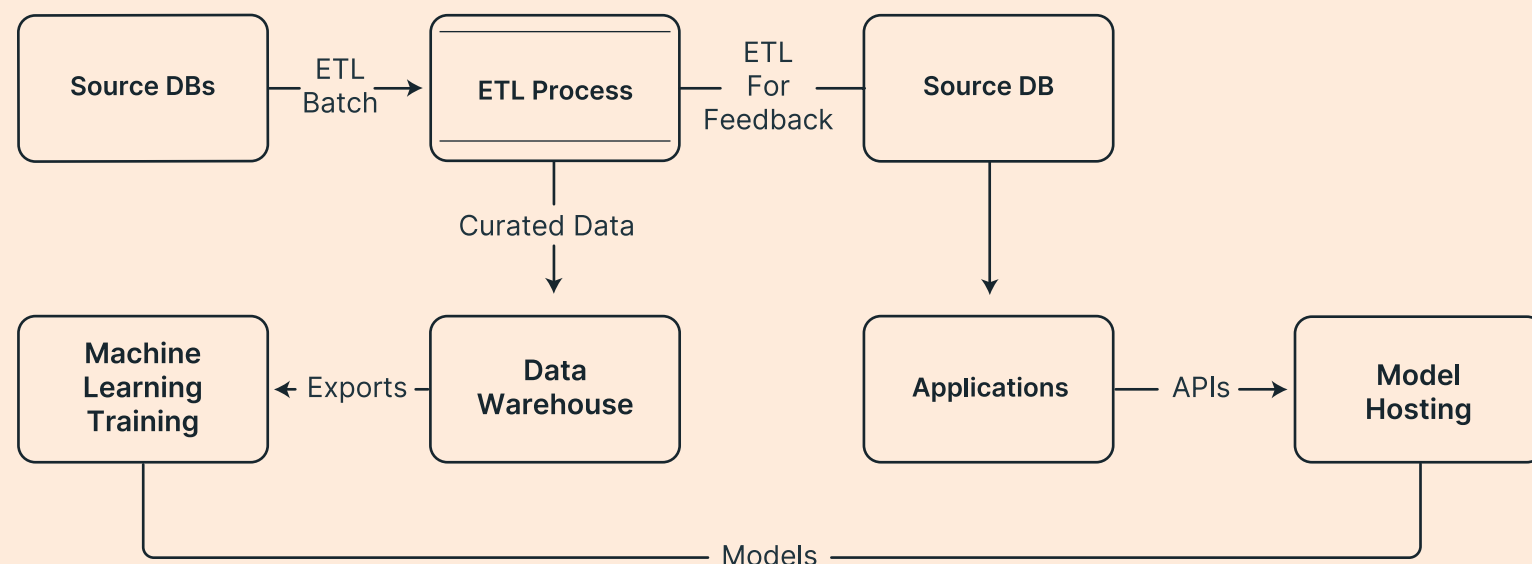 Source DBs
ETL
Batch
ETL Process
ETL
For
Feedback
Source DB
Curated Data
Machine
Learning
Training
Exports
Data
Warehouse
Applications
APIs
Model
Hosting
Models